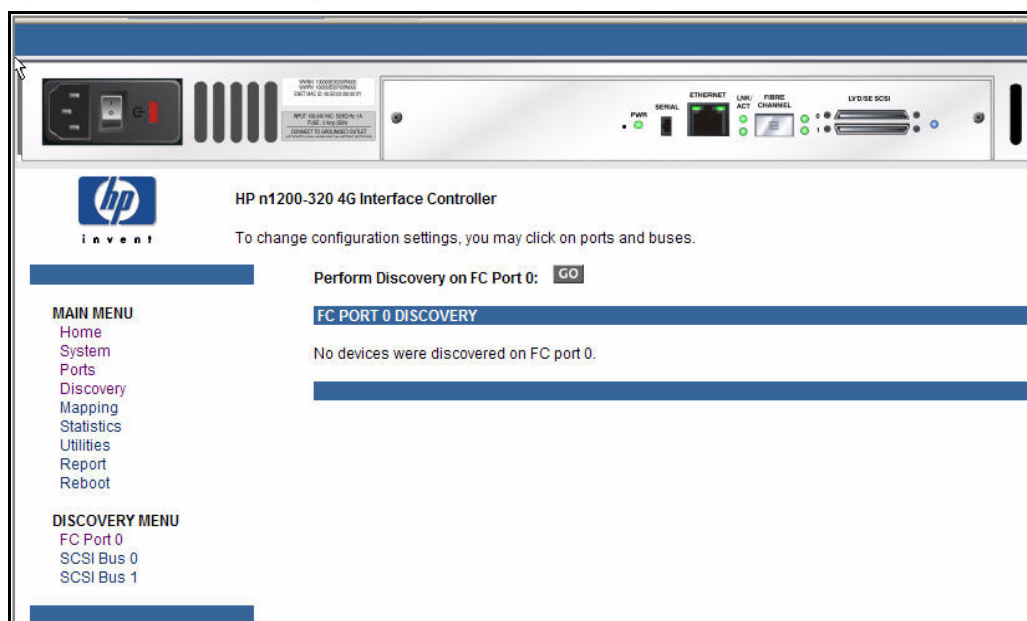 PWR
SERIAL
ETHERNET
LNK/
ACT
FIBRE
CHANNEL
LVD/SE SCSI
0
1
hp
invent
HP n1200-320 4G Interface Controller
To change configuration settings, you may click on ports and buses.
Perform Discovery on FC Port 0: GO
FC PORT 0 DISCOVERY
No devices were discovered on FC port 0.
MAIN MENU
Home
System
Ports
Discovery
Mapping
Statistics
Utilities
Report
Reboot
DISCOVERY MENU
FC Port 0
SCSI Bus 0
SCSI Bus 1